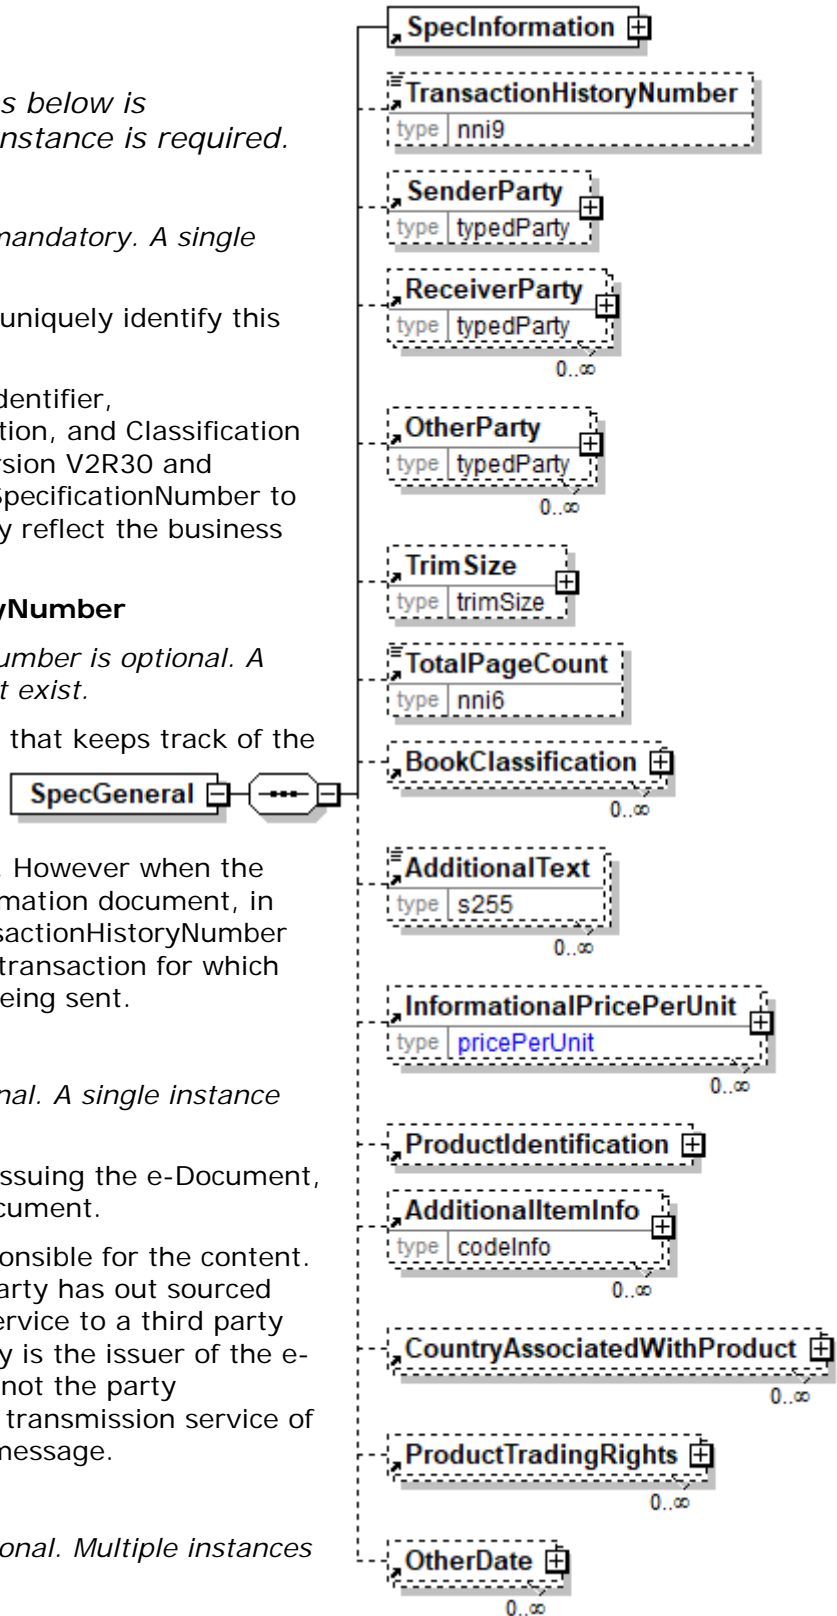 s below is
nstance is required.
mandatory. A single
uniquely identify this
dentifier,
tion, and Classification
rsion V2R30 and
SpecificationNumber to
y reflect the business
yNumber
umber is optional. A
t exist.
that keeps track of the
. However when the
rmation document, in
sactionHistoryNumber
transaction for which
eing sent.
nal. A single instance
ssuing the e-Document,
cument.
onsible for the content.
arty has out sourced
ervice to a third party
y is the issuer of the e-
not the party
transmission service of
message.
onal. Multiple instances
SpecGeneral
SpecInformation
TransactionHistoryNumber
type nni9
SenderParty
type typedParty
ReceiverParty
type typedParty
0..∞
OtherParty
type typedParty
0..∞
TrimSize
type trimSize
TotalPageCount
type nni6
BookClassification
0..∞
AdditionalText
type s255
0..∞
InformationalPricePerUnit
type pricePerUnit
0..∞
ProductIdentification
AdditionalItemInfo
type codeInfo
0..∞
CountryAssociatedWithProduct
0..∞
ProductTradingRights
0..∞
OtherDate
0..∞